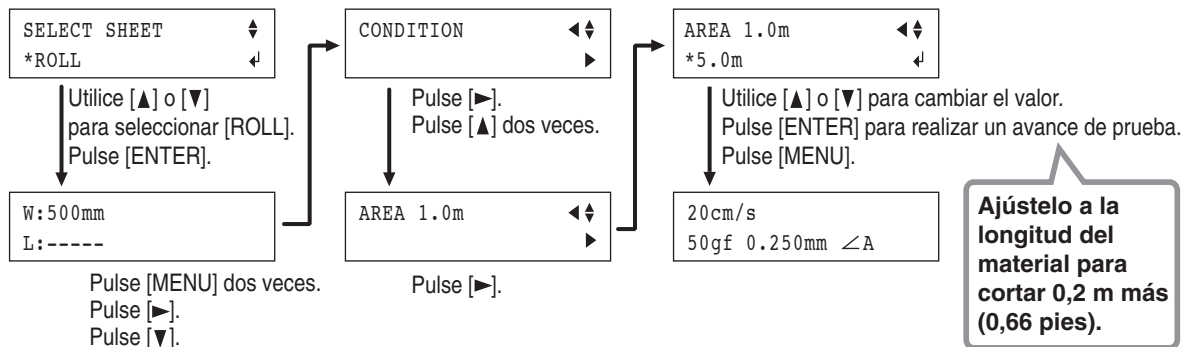 SELECT SHEET
*ROLL
Utilice [▲] o [▼]
para seleccionar [ROLL].
Pulse [ENTER].
W:500mm
L:-----
Pulse [MENU] dos veces.
Pulse [►].
Pulse [▼].
CONDITION
Pulse [►].
Pulse [▲] dos veces.
AREA 1.0m
Pulse [►].
AREA 1.0m
*5.0m
Utilice [▲] o [▼] para cambiar el valor.
Pulse [ENTER] para realizar un avance de prueba.
Pulse [MENU].
20cm/s
50gf 0.250mm ∠A
Ajústelo a la
longitud del
material para
cortar 0,2 m más
(0,66 pies).